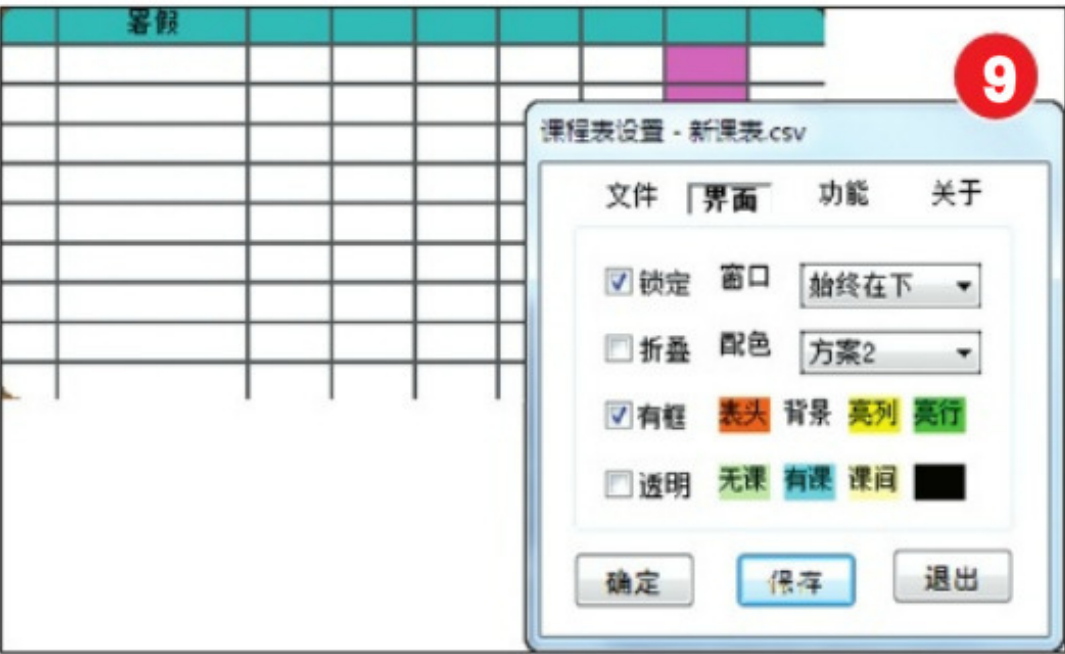 暑假
9
课程表设置 - 新课表.csv
文件 界面 功能 关于
锁定 窗口 始终在下
折叠 配色 方案2
有框 表头 背景 亮列 亮行
透明 无课 有课 课间
确定 保存 退出